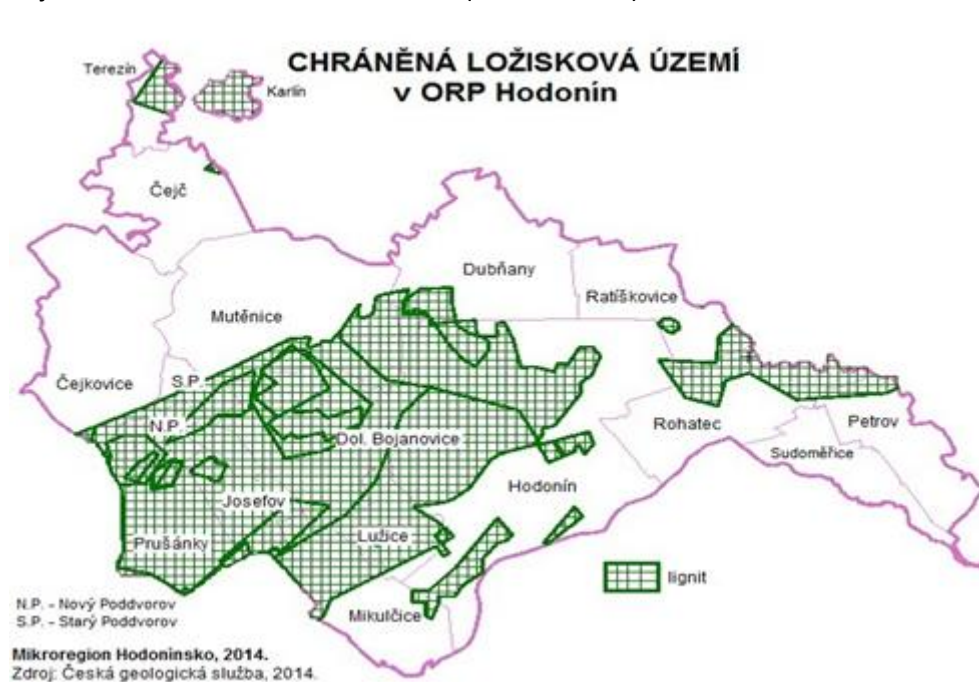 CHRÁNĚNÁ LOŽISKOVÁ ÚZEMÍ
v ORP Hodonín
Terezín
Karlín
Čejč
Dubňany
Ratíškovice
Mutěnice
S.P.
Čejkovice
N.P.
Dol. Bojanovice
Rohatec
Petrov
Sudoměřice
Hodonín
Josefov
Lužice
Prušánky
lignit
Mikulčice
N.P. - Nový Poddvorov
S.P. - Starý Poddvorov
Mikroregion Hodonínsko, 2014.
Zdroj: Česká geologická služba, 2014.